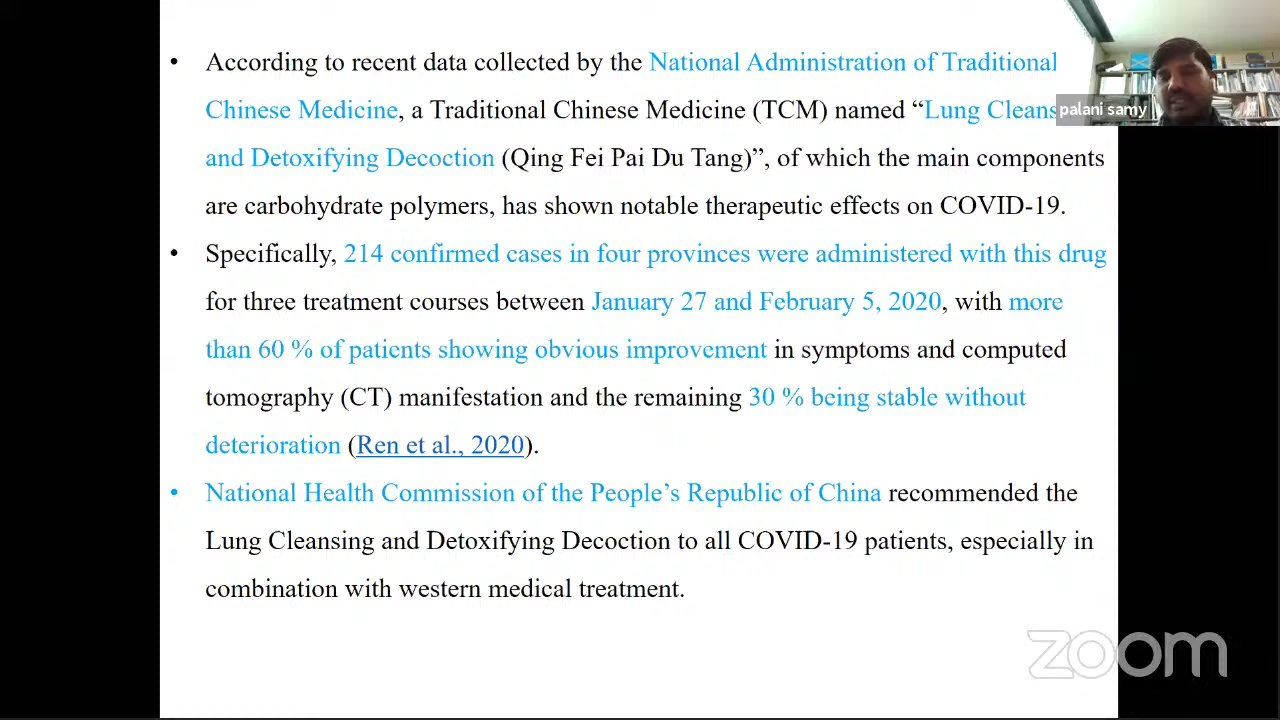 • According to recent data collected by the National Administration of Traditional
Chinese Medicine, a Traditional Chinese Medicine (TCM) named “Lung Cleans
and Detoxifying Decoction (Qing Fei Pai Du Tang)”, of which the main components
are carbohydrate polymers, has shown notable therapeutic effects on COVID-19.
• Specifically, 214 confirmed cases in four provinces were administered with this drug
for three treatment courses between January 27 and February 5, 2020, with more
than 60 % of patients showing obvious improvement in symptoms and computed
tomography (CT) manifestation and the remaining 30 % being stable without
deterioration (Ren et al., 2020).
• National Health Commission of the People’s Republic of China recommended the
Lung Cleansing and Detoxifying Decoction to all COVID-19 patients, especially in
combination with western medical treatment.
palani samy
zoom